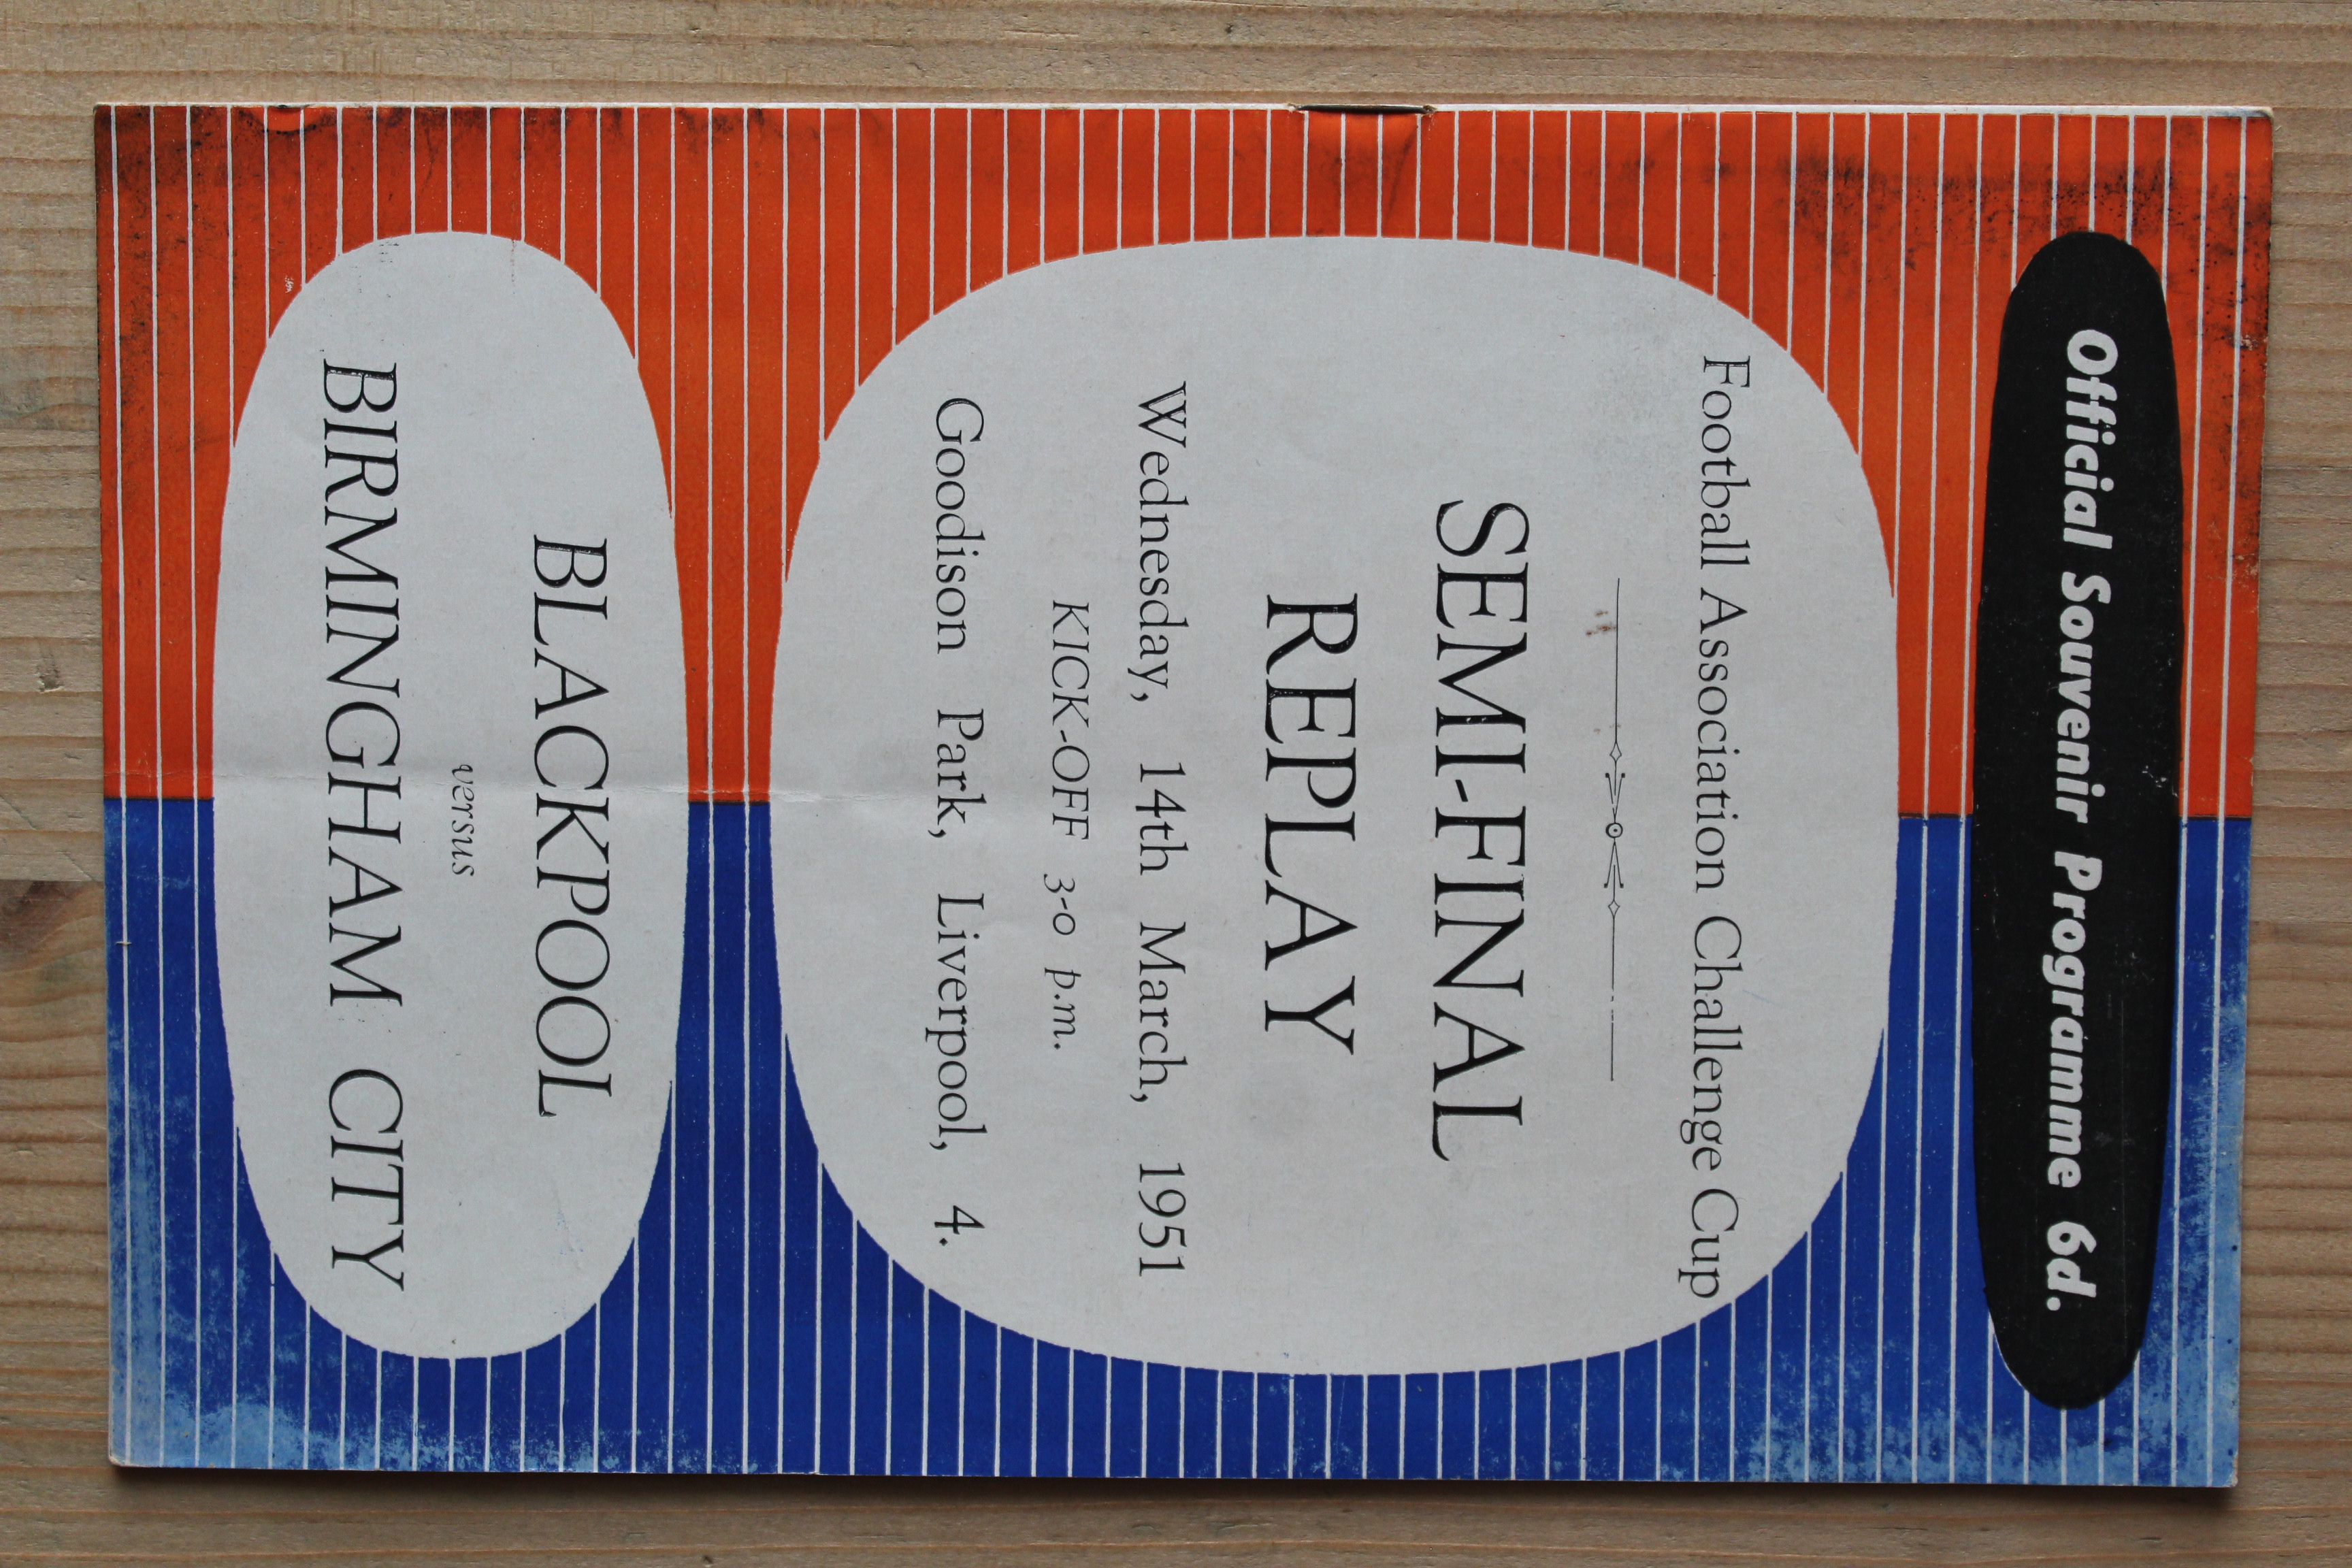 Official Souvenir Programme 6d.
Football Association Challenge Cup
SEMI-FINAL
REPLAY
Wednesday, 14th March, 1951
KICK-OFF 3-0 p.m.
Goodison Park, Liverpool, 4.
BLACKPOOL
versus
BIRMINGHAM CITY